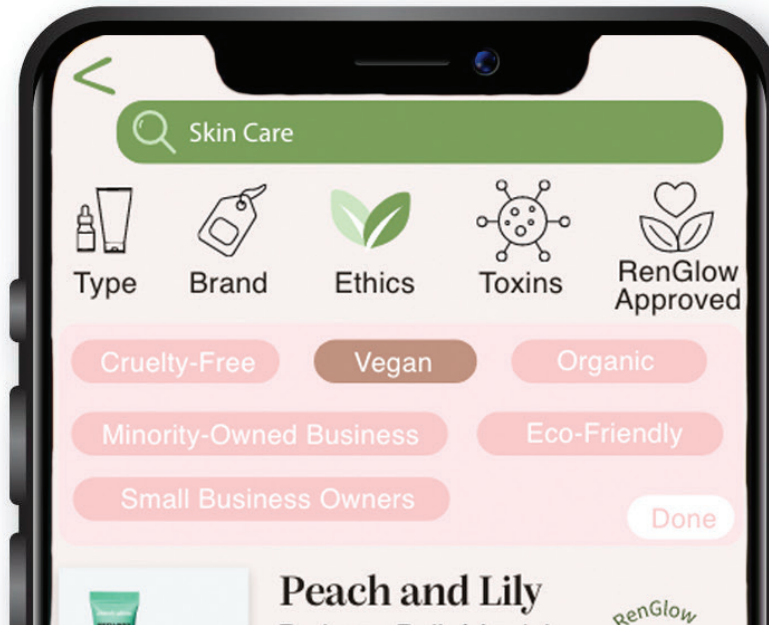 Skin Care
Type Brand Ethics Toxins RenGlow Approved
Cruelty-Free Vegan Organic
Minority-Owned Business Eco-Friendly
Small Business Owners
Done
Peach and Lily
RenGlow